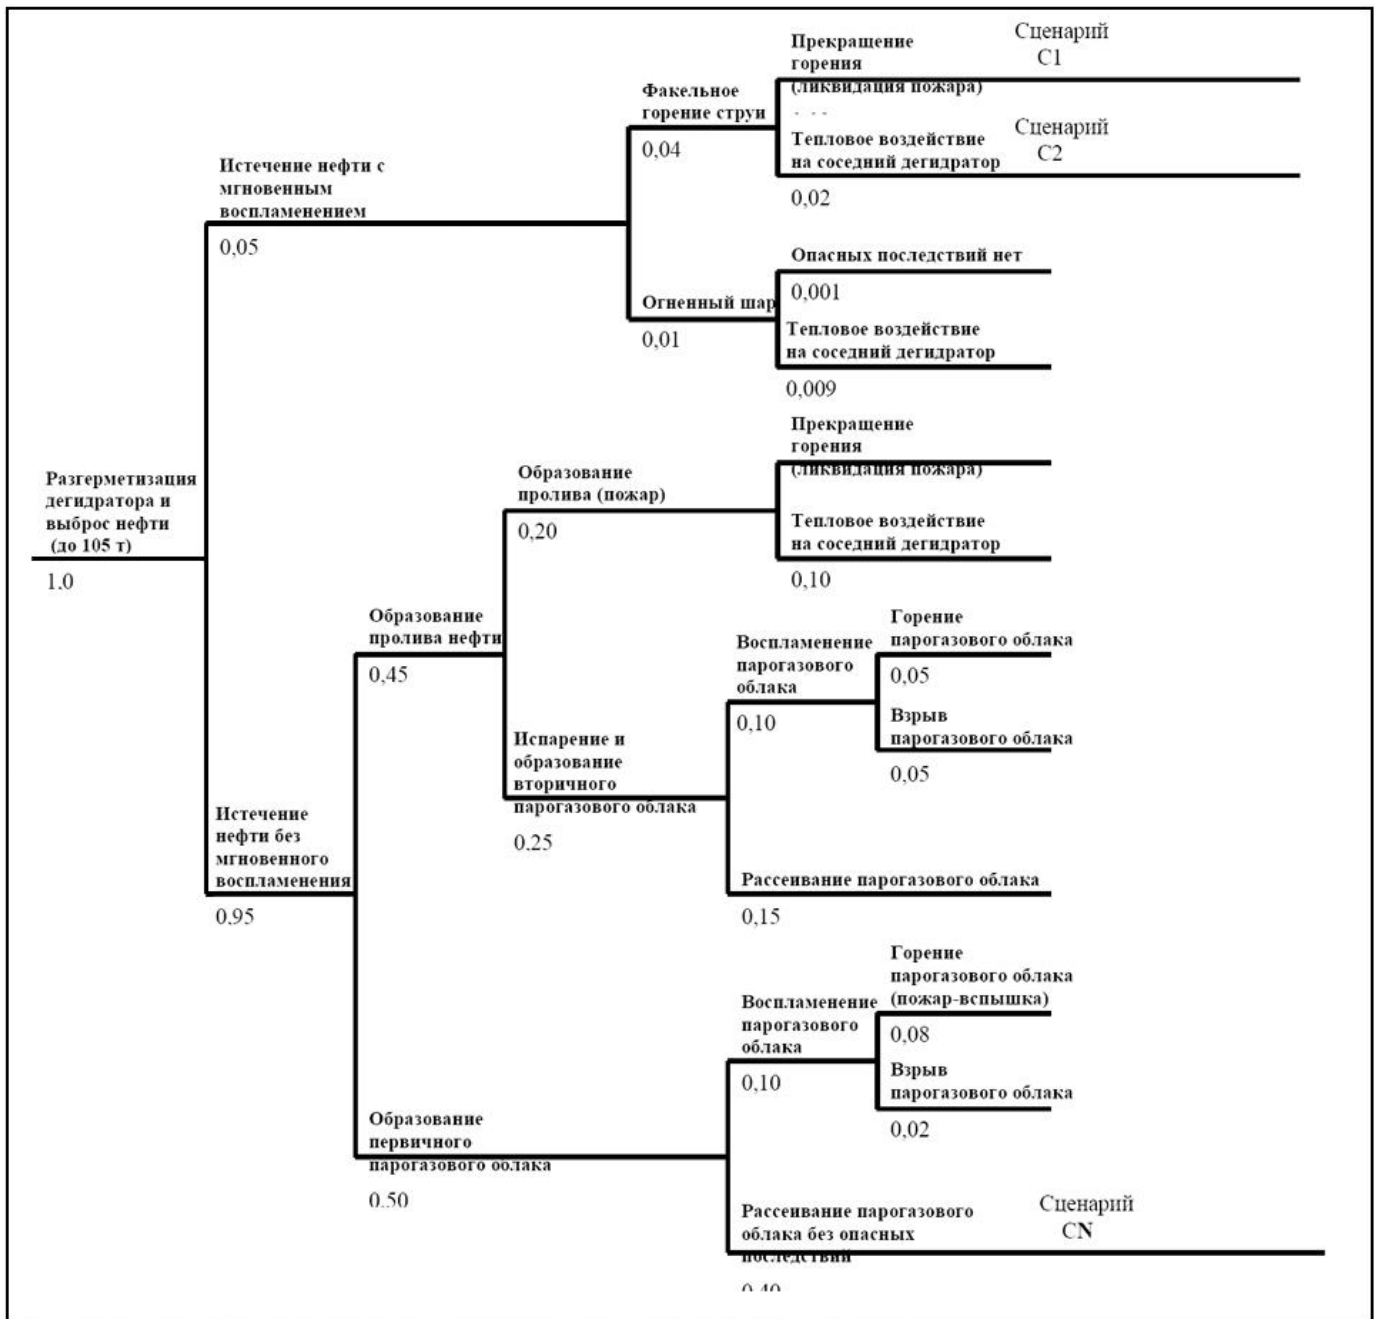 Сценарий
С1
Прекращение
горения
(ликвидация пожара)
Факельное
горение струи
0,04
Сценарий
С2
Тепловое воздействие
на соседний дегидратор
0,02
Истечение нефти с
мгновенным
воспламенением
0,05
Опасных последствий нет
0,001
Огненный шар
0,01
Тепловое воздействие
на соседний дегидратор
0,009
Прекращение
горения
(ликвидация пожара)
Образование
пролива (пожар)
0,20
Тепловое воздействие
на соседний дегидратор
0,10
Разгерметизация
дегидратора и
выброс нефти
(до 105 т)
1.0
Образование
пролива нефти
0,45
Горение
парогазового облака
0,05
Воспламенение
парогазового
облака
0,10
Взрыв
парогазового облака
0,05
Испарение и
образование
вторичного
парогазового облака
0.25
Истечение
нефти без
мгновенного
воспламенения
0.95
Рассеивание парогазового облака
0,15
Горение
парогазового облака
(пожар-вспышка)
0,08
Воспламенение
парогазового
облака
0,10
Взрыв
парогазового облака
0,02
Образование
первичного
парогазового облака
0.50
Сценарий
СN
Рассеивание парогазового
облака без опасных
последствий
0,40